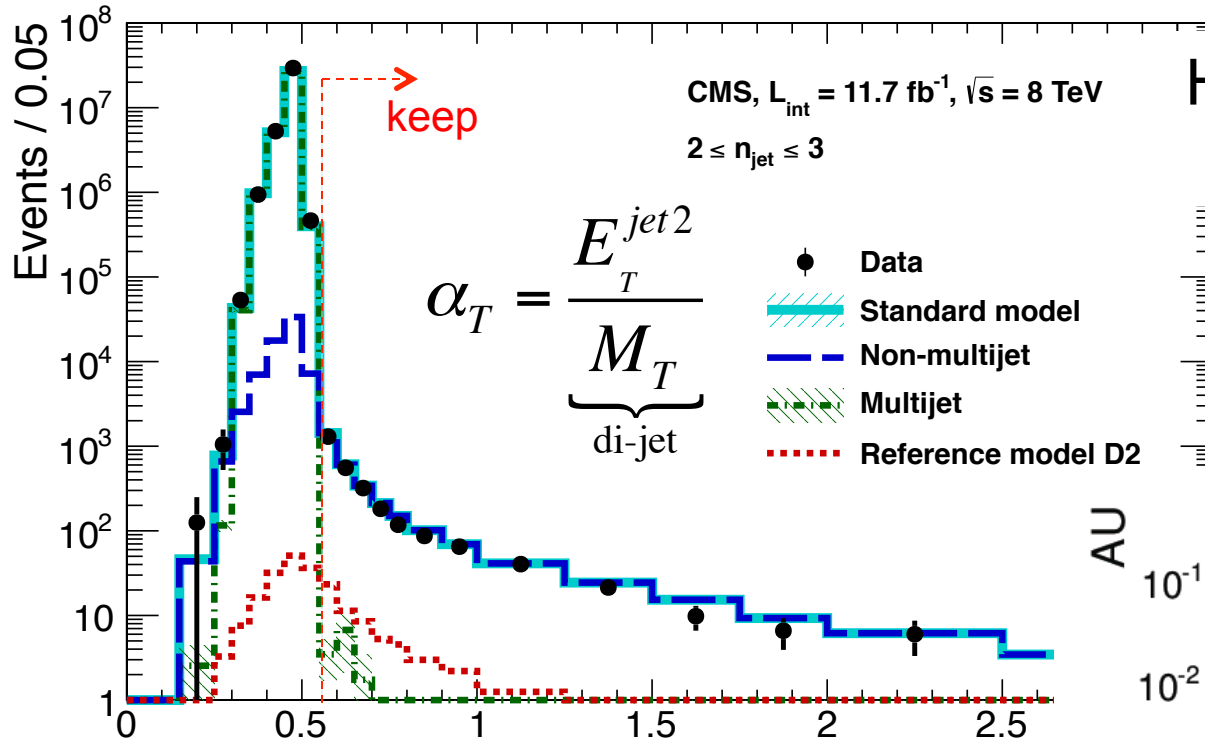 Events / 0.05
10^8
10^7
10^6
10^5
10^4
10^3
10^2
10
1
0
0.5
1
1.5
2
2.5
keep
CMS, L_int = 11.7 fb^-1, √s = 8 TeV
2 ≤ n_jet ≤ 3
α_T = E_T^jet2 / M_T
di-jet
Data
Standard model
Non-multijet
Multijet
Reference model D2
AU
10^-1
10^-2